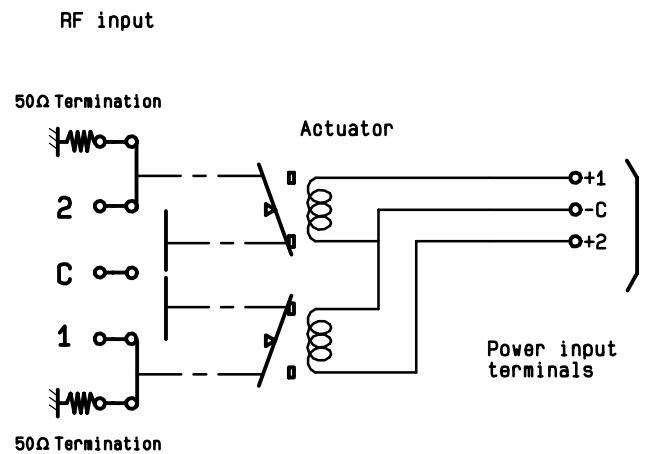 RF input
50Ω Termination
Actuator
+1
2
-C
+2
C
1
Power input
terminals
50Ω Termination